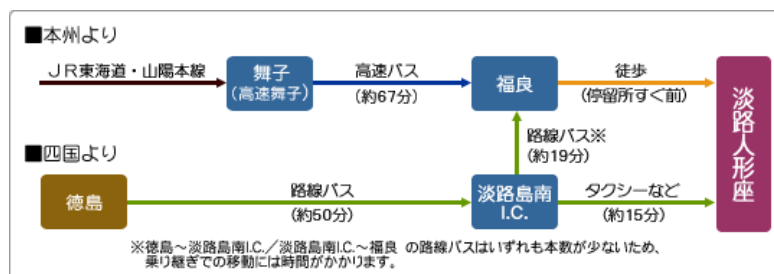 ■本州より
JR東海道・山陽本線
舞子
(高速舞子)
高速バス
(約67分)
福良
徒歩
(停留所すぐ前)
淡路人形座
路線バス※
(約19分)
■四国より
徳島
路線バス
(約50分)
淡路島南
I.C.
タクシーなど
(約15分)
※徳島~淡路島南I.C./淡路島南I.C.~福良 の路線バスはいずれも本数が少ないため、
乗り継ぎでの移動には時間がかかります。